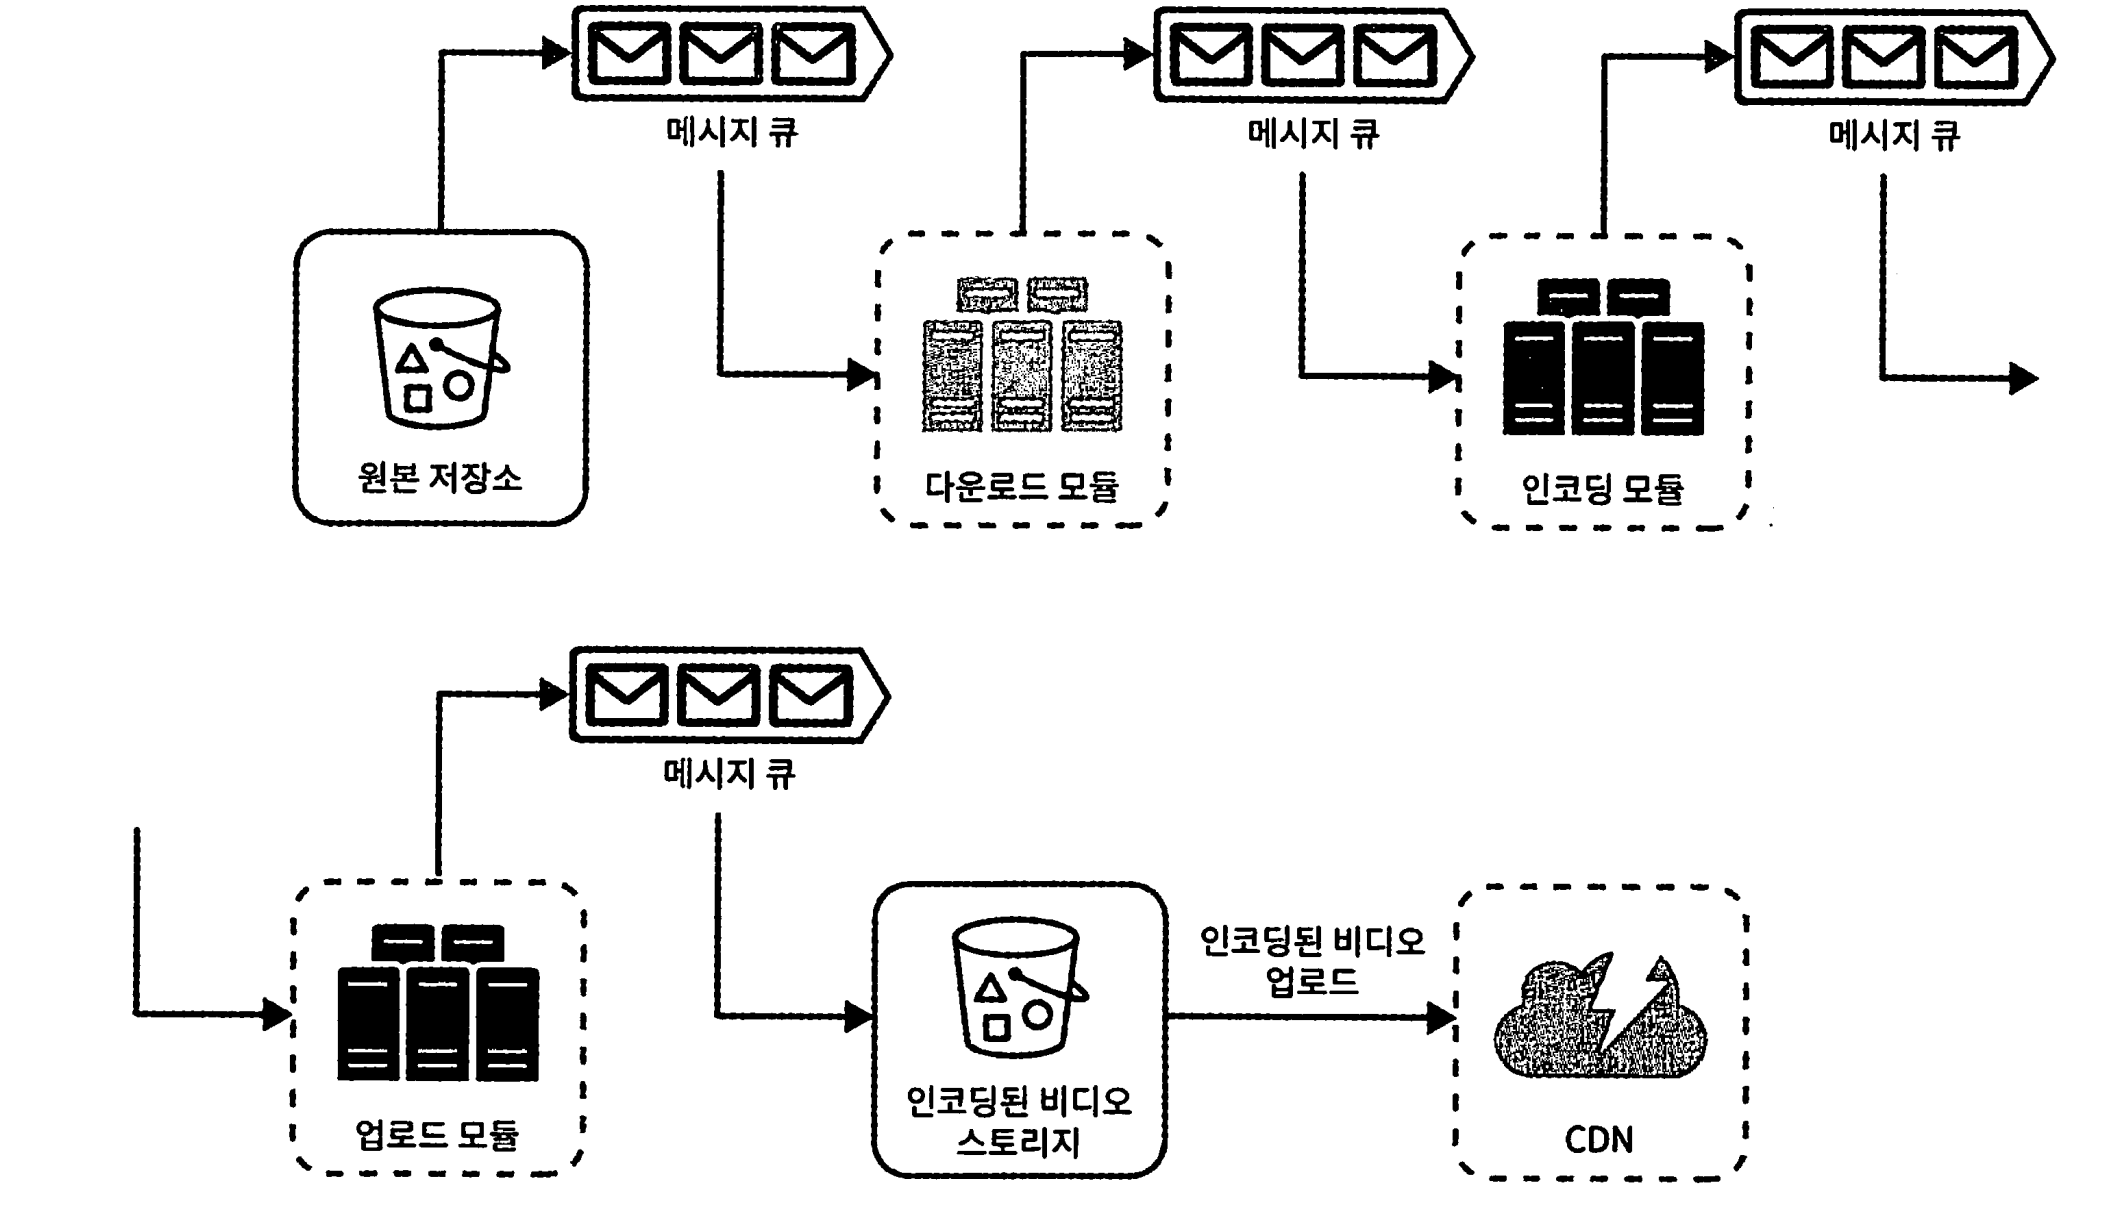 메시지 큐
메시지 큐
메시지 큐
원본 저장소
다운로드 모듈
인코딩 모듈
메시지 큐
업로드 모듈
인코딩된 비디오
스토리지
인코딩된 비디오
업로드
CDN